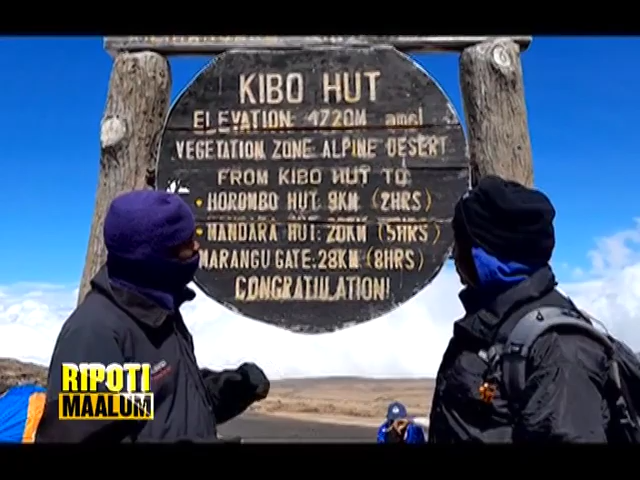 KIBO HUT
ELEVATION: 4720M amsl
VEGETATION ZONE: ALPINE DESERT
FROM KIBO HUT TO
• HOROMBO HUT: 9KM (2HRS)
• MANDARA HUT: 20KM (5HRS)
MARANGU GATE: 28KM (8HRS)
CONGRATULATION!
RIPOTI
MAALUM